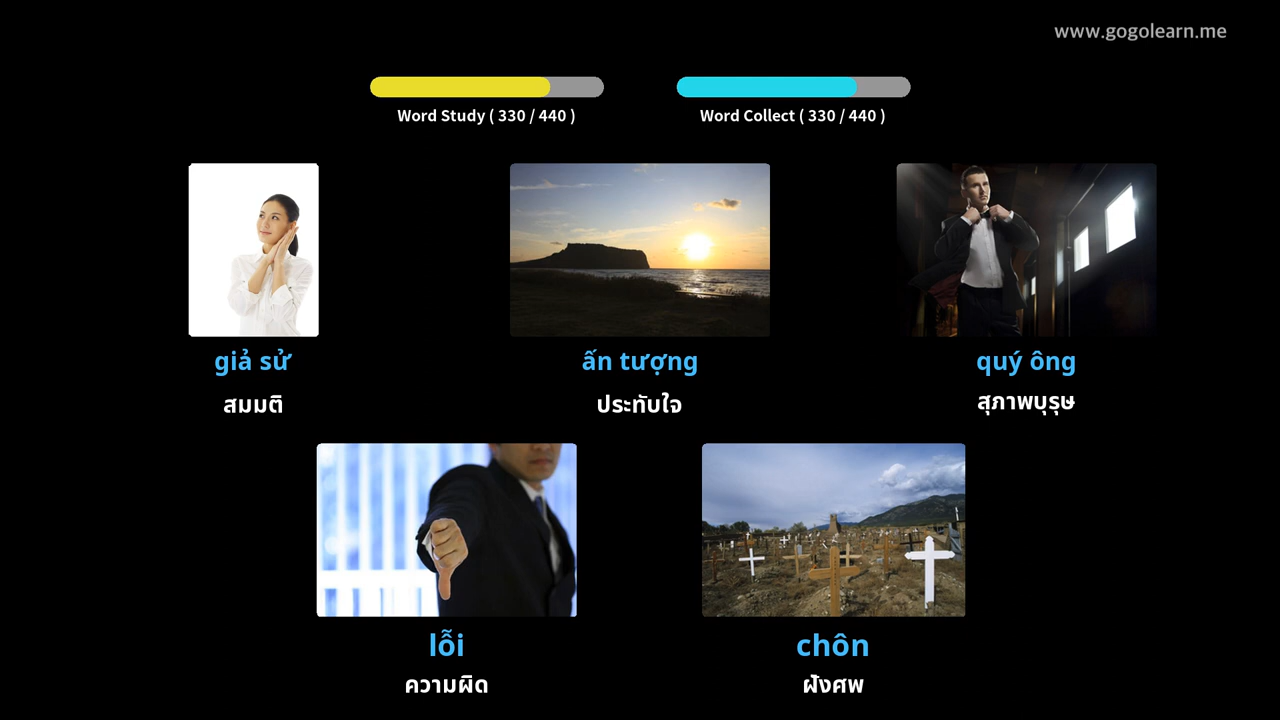 www.gogolearn.me
Word Study ( 330 / 440 )
Word Collect ( 330 / 440 )
giả sử
สมมติ
ấn tượng
ประทับใจ
quý ông
สุภาพบุรุษ
lỗi
ความผิด
chôn
ฝังศพ